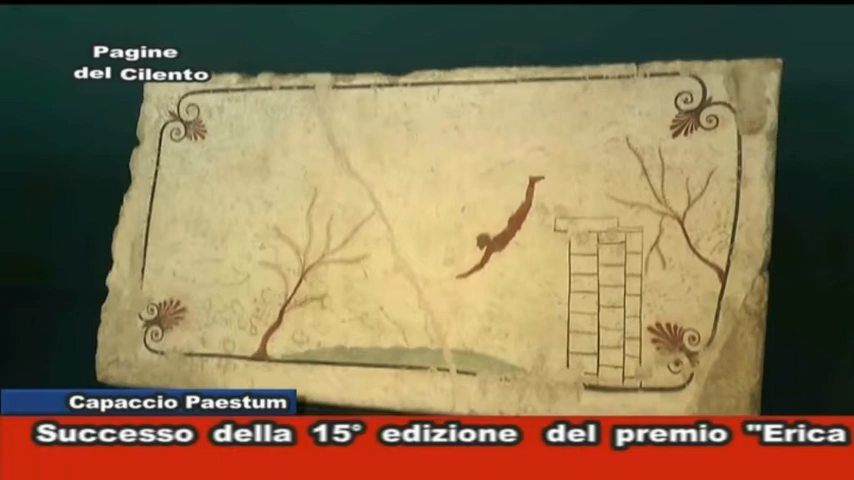 Pagine
del Cilento
Capaccio Paestum
Successo della 15° edizione del premio "Erica